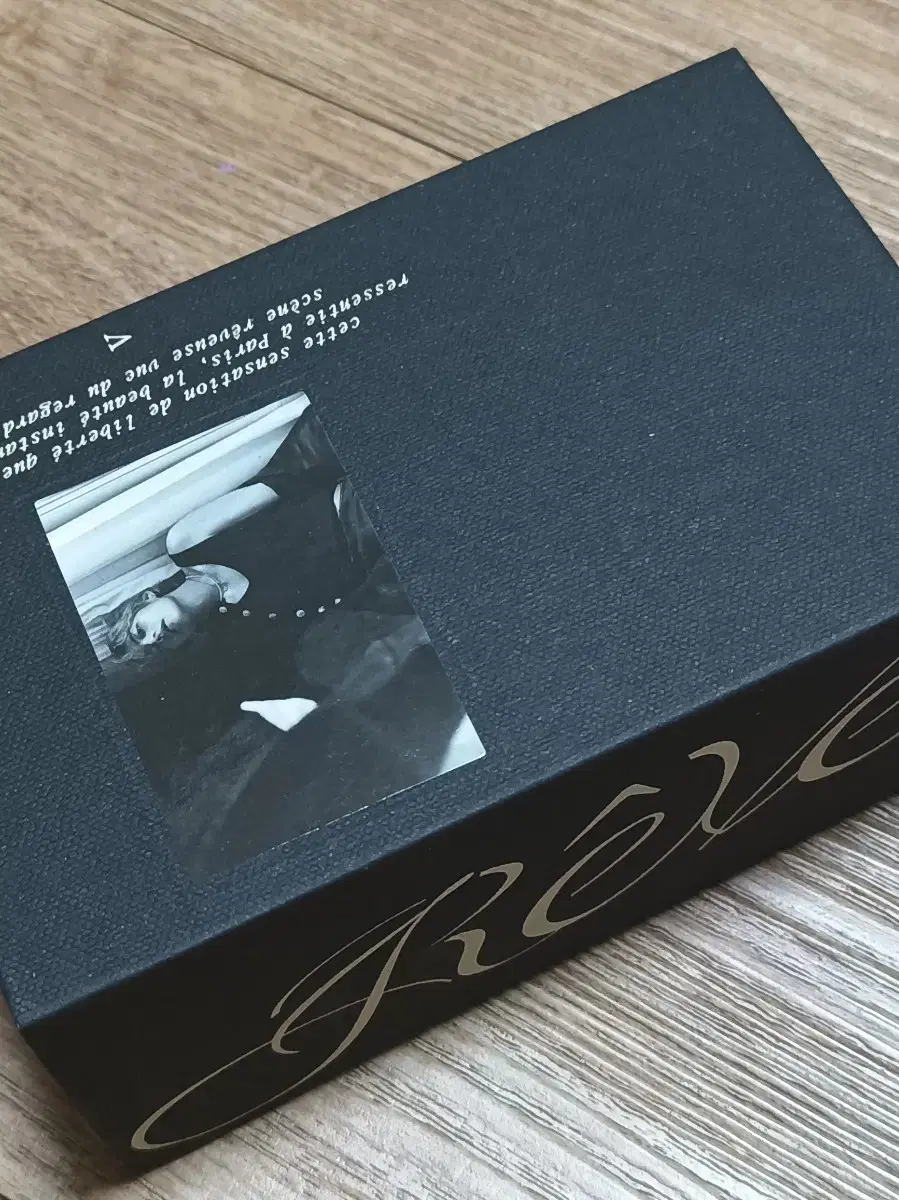 cette sensation de liberté que
ressentie à Paris, la beauté instan
scène rêveuse vue du regard
V
Rêve